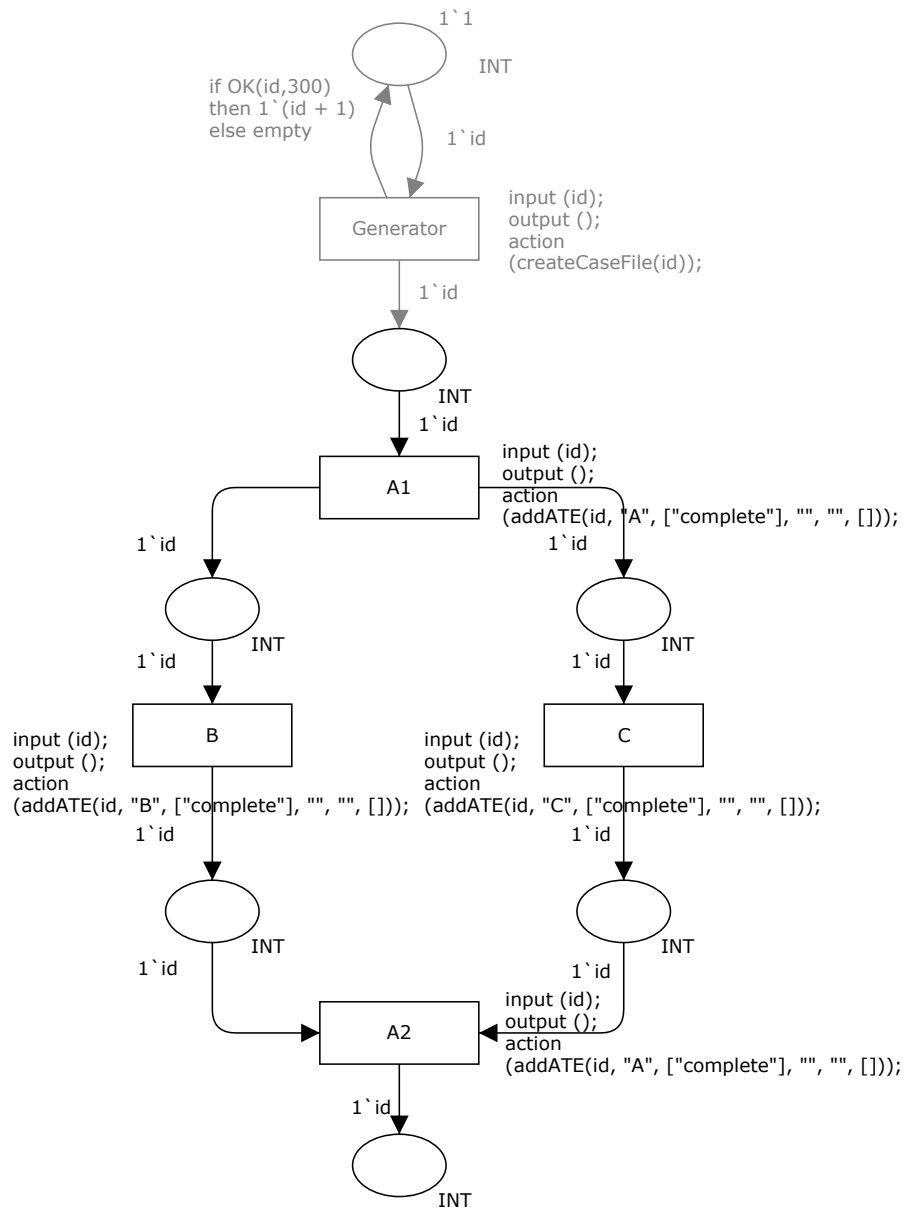 1`1
INT
if OK(id,300)
then 1`(id + 1)
else empty
1`id
Generator
input (id);
output ();
action
(createCaseFile(id));
1`id
INT
1`id
A1
input (id);
output ();
action
(addATE(id, "A", ["complete"], "", "", []));
1`id
1`id
INT
INT
1`id
1`id
B
input (id);
output ();
action
(addATE(id, "B", ["complete"], "", "", []));
C
input (id);
output ();
action
(addATE(id, "C", ["complete"], "", "", []));
1`id
1`id
INT
INT
1`id
1`id
A2
input (id);
output ();
action
(addATE(id, "A", ["complete"], "", "", []));
1`id
INT